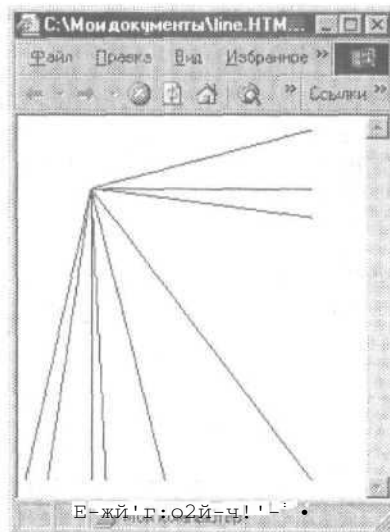 C:\Мои документы\line.HTM...
Файл Правка Вид Избранное »
» Ссылки »